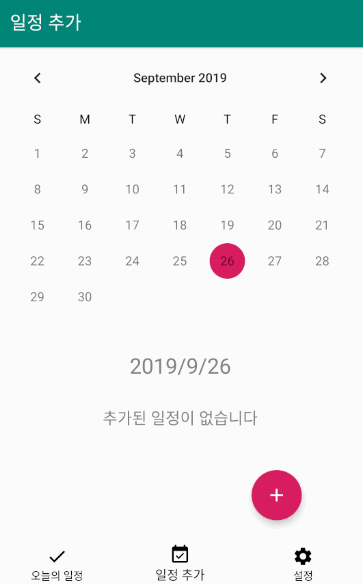 일정 추가
September 2019
S M T W T F S
1 2 3 4 5 6 7
8 9 10 11 12 13 14
15 16 17 18 19 20 21
22 23 24 25 26 27 28
29 30
2019/9/26
추가된 일정이 없습니다
오늘의 일정 일정 추가 설정